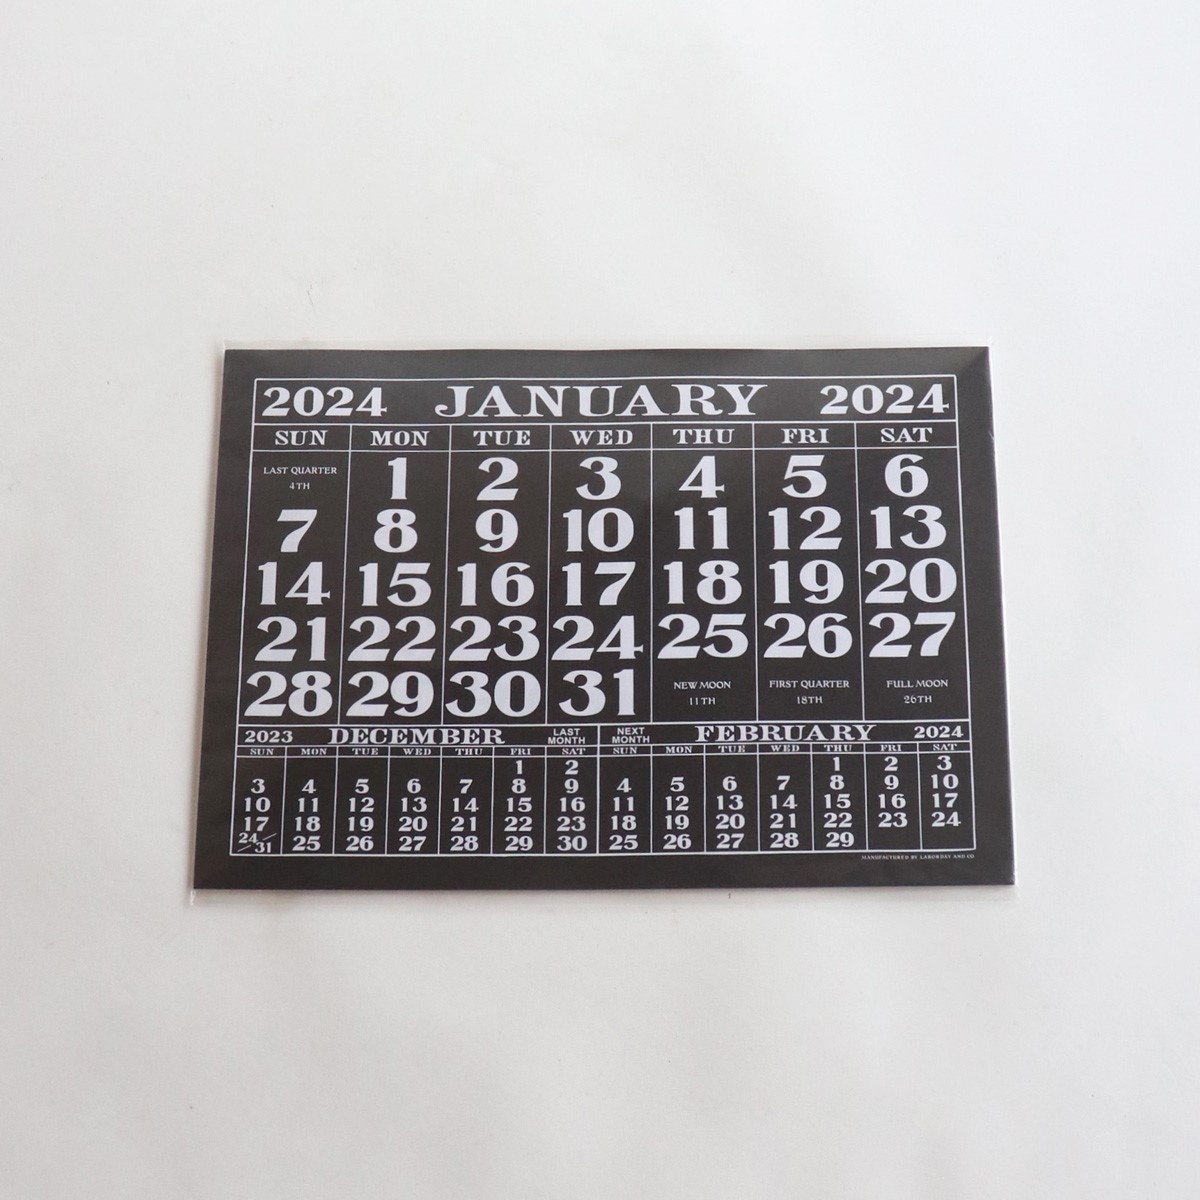 2024 JANUARY 2024
SUN MON TUE WED THU FRI SAT
LAST QUARTER 4TH 1 2 3 4 5 6
7 8 9 10 11 12 13
14 15 16 17 18 19 20
21 22 23 24 25 26 27
28 29 30 31 NEW MOON 11TH FIRST QUARTER 18TH FULL MOON 26TH
2023 DECEMBER LAST MONTH NEXT MONTH FEBRUARY 2024
SUN MON TUE WED THU FRI SAT SUN MON TUE WED THU FRI SAT
1 2 1 2 3
3 4 5 6 7 8 9 4 5 6 7 8 9 10
10 11 12 13 14 15 16 11 12 13 14 15 16 17
17 18 19 20 21 22 23 18 19 20 21 22 23 24
24/31 25 26 27 28 29 30 25 26 27 28 29
MANUFACTURED BY LABORDAY AND CO